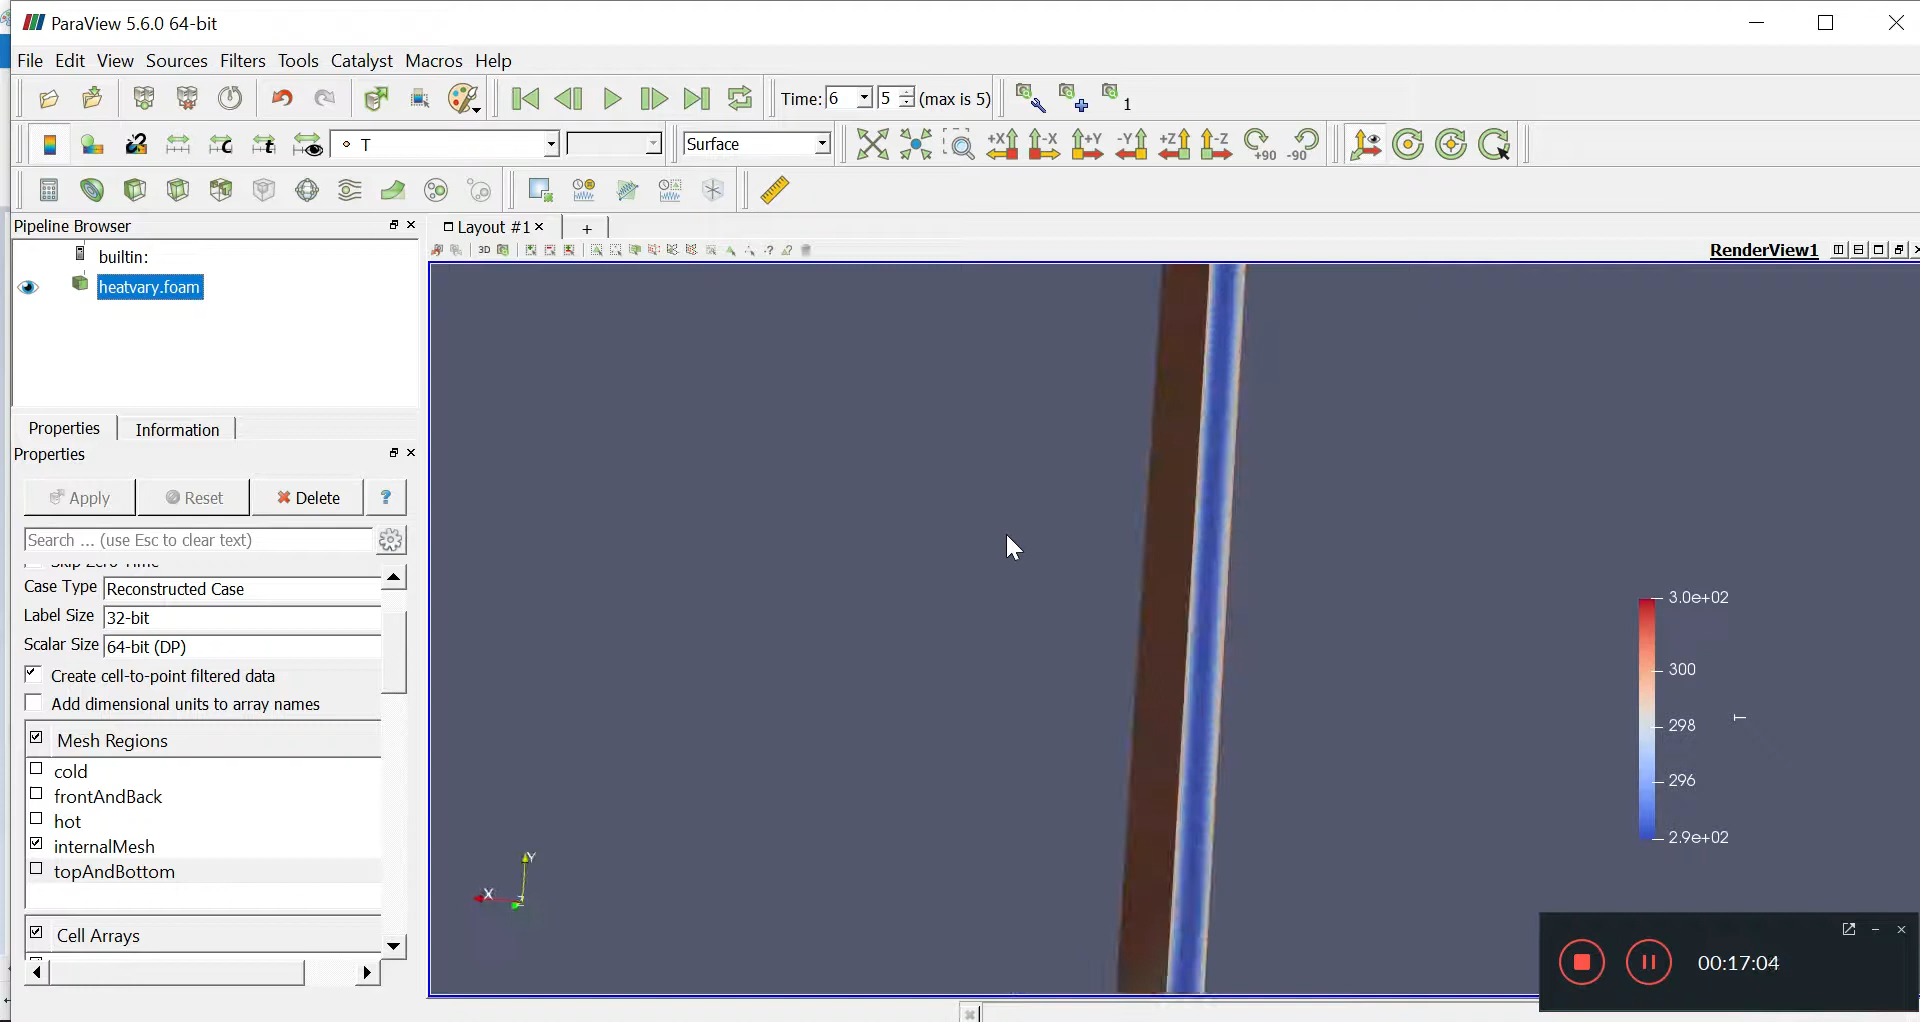 ParaView 5.6.0 64-bit
File Edit View Sources Filters Tools Catalyst Macros Help
Time: 6 5 (max is 5) 1
T Surface +X -X +Y -Y +Z -Z +90 -90
Pipeline Browser
Layout #1 +
builtin:
3D
RenderView1
heatvary.foam
Properties Information
Properties
Apply Reset Delete ?
Search ... (use Esc to clear text)
Case Type Reconstructed Case
Label Size 32-bit
Scalar Size 64-bit (DP)
Create cell-to-point filtered data
Add dimensional units to array names
Mesh Regions
cold
frontAndBack
hot
internalMesh
topAndBottom
Cell Arrays
3.0e+02
300
298
T
296
2.9e+02
Y
X
Z
00:17:04